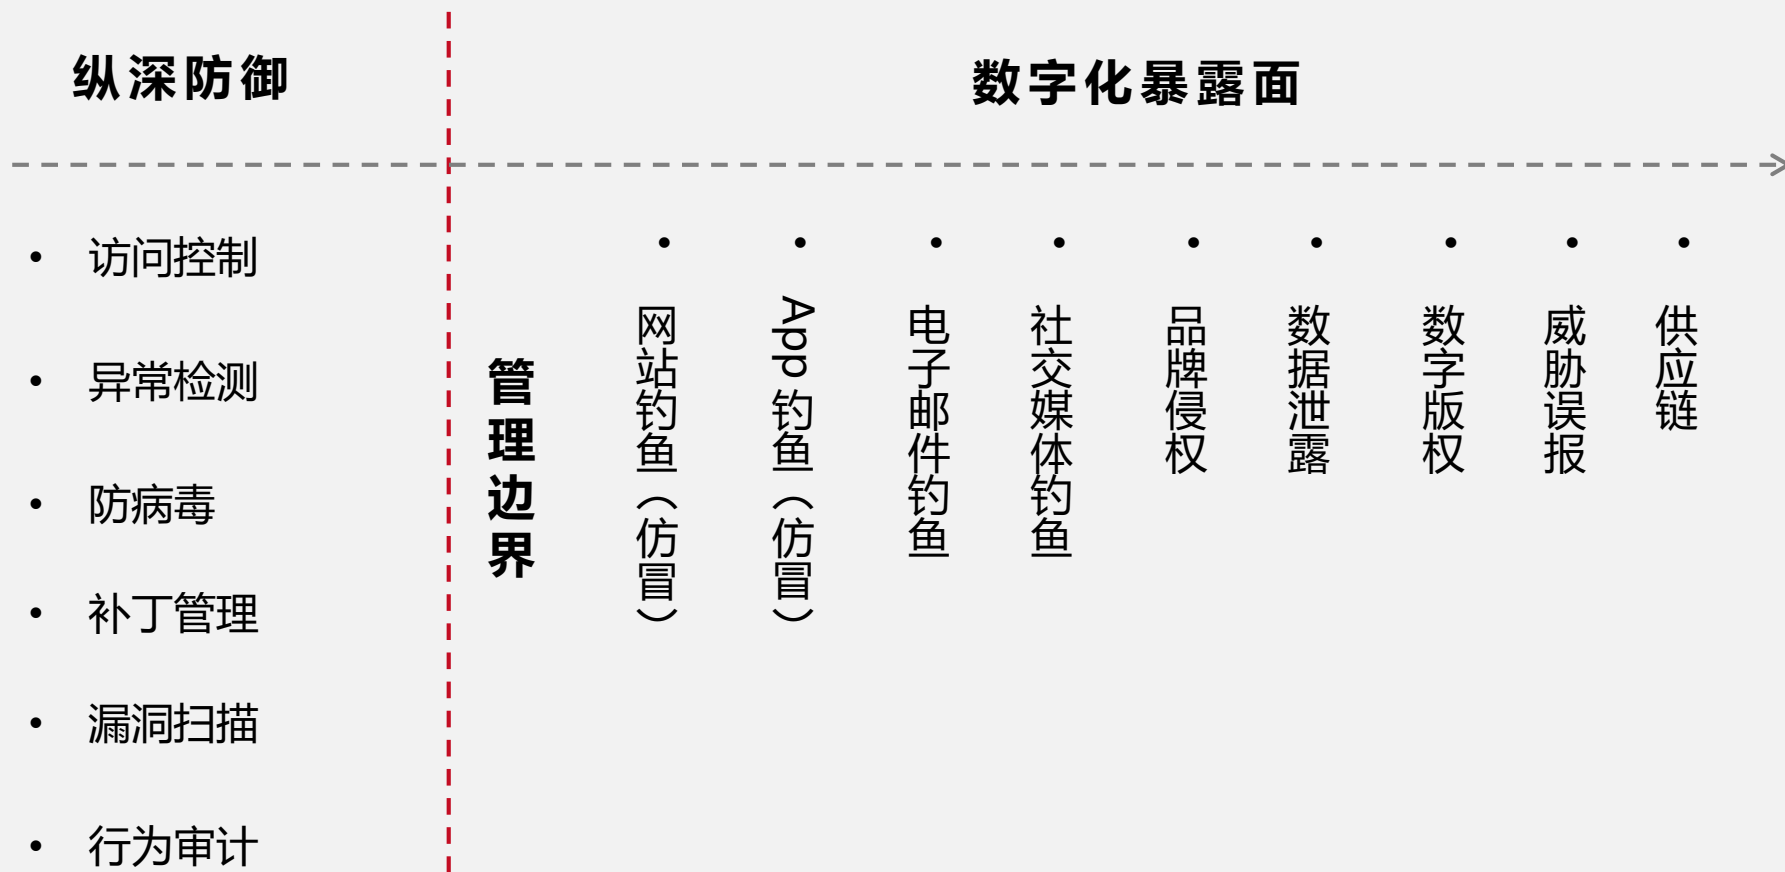 纵深防御
数字化暴露面
• 访问控制
• 异常检测
• 防病毒
• 补丁管理
• 漏洞扫描
• 行为审计
管理边界
• 网站钓鱼（仿冒）
• App 钓鱼（仿冒）
• 电子邮件钓鱼
• 社交媒体钓鱼
• 品牌侵权
• 数据泄露
• 数字版权
• 威胁误报
• 供应链